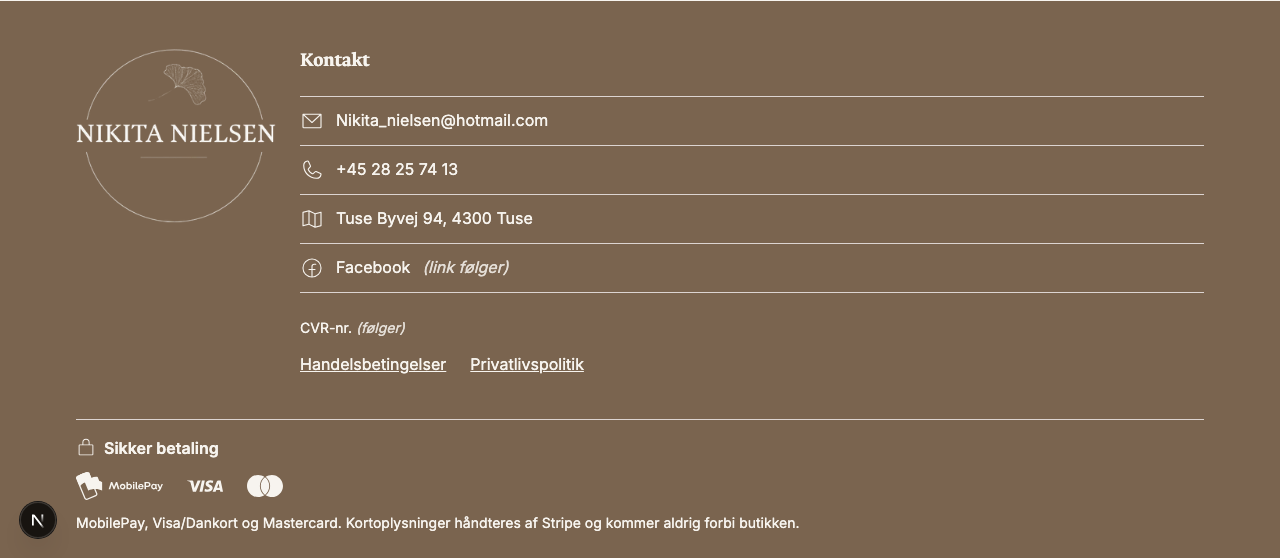 NIKITA NIELSEN
Kontakt
Nikita_nielsen@hotmail.com
+45 28 25 74 13
Tuse Byvej 94, 4300 Tuse
Facebook (link følger)
CVR-nr. (følger)
Handelsbetingelser Privatlivspolitik
Sikker betaling
MobilePay VISA
N
MobilePay, Visa/Dankort og Mastercard. Kortoplysninger håndteres af Stripe og kommer aldrig forbi butikken.